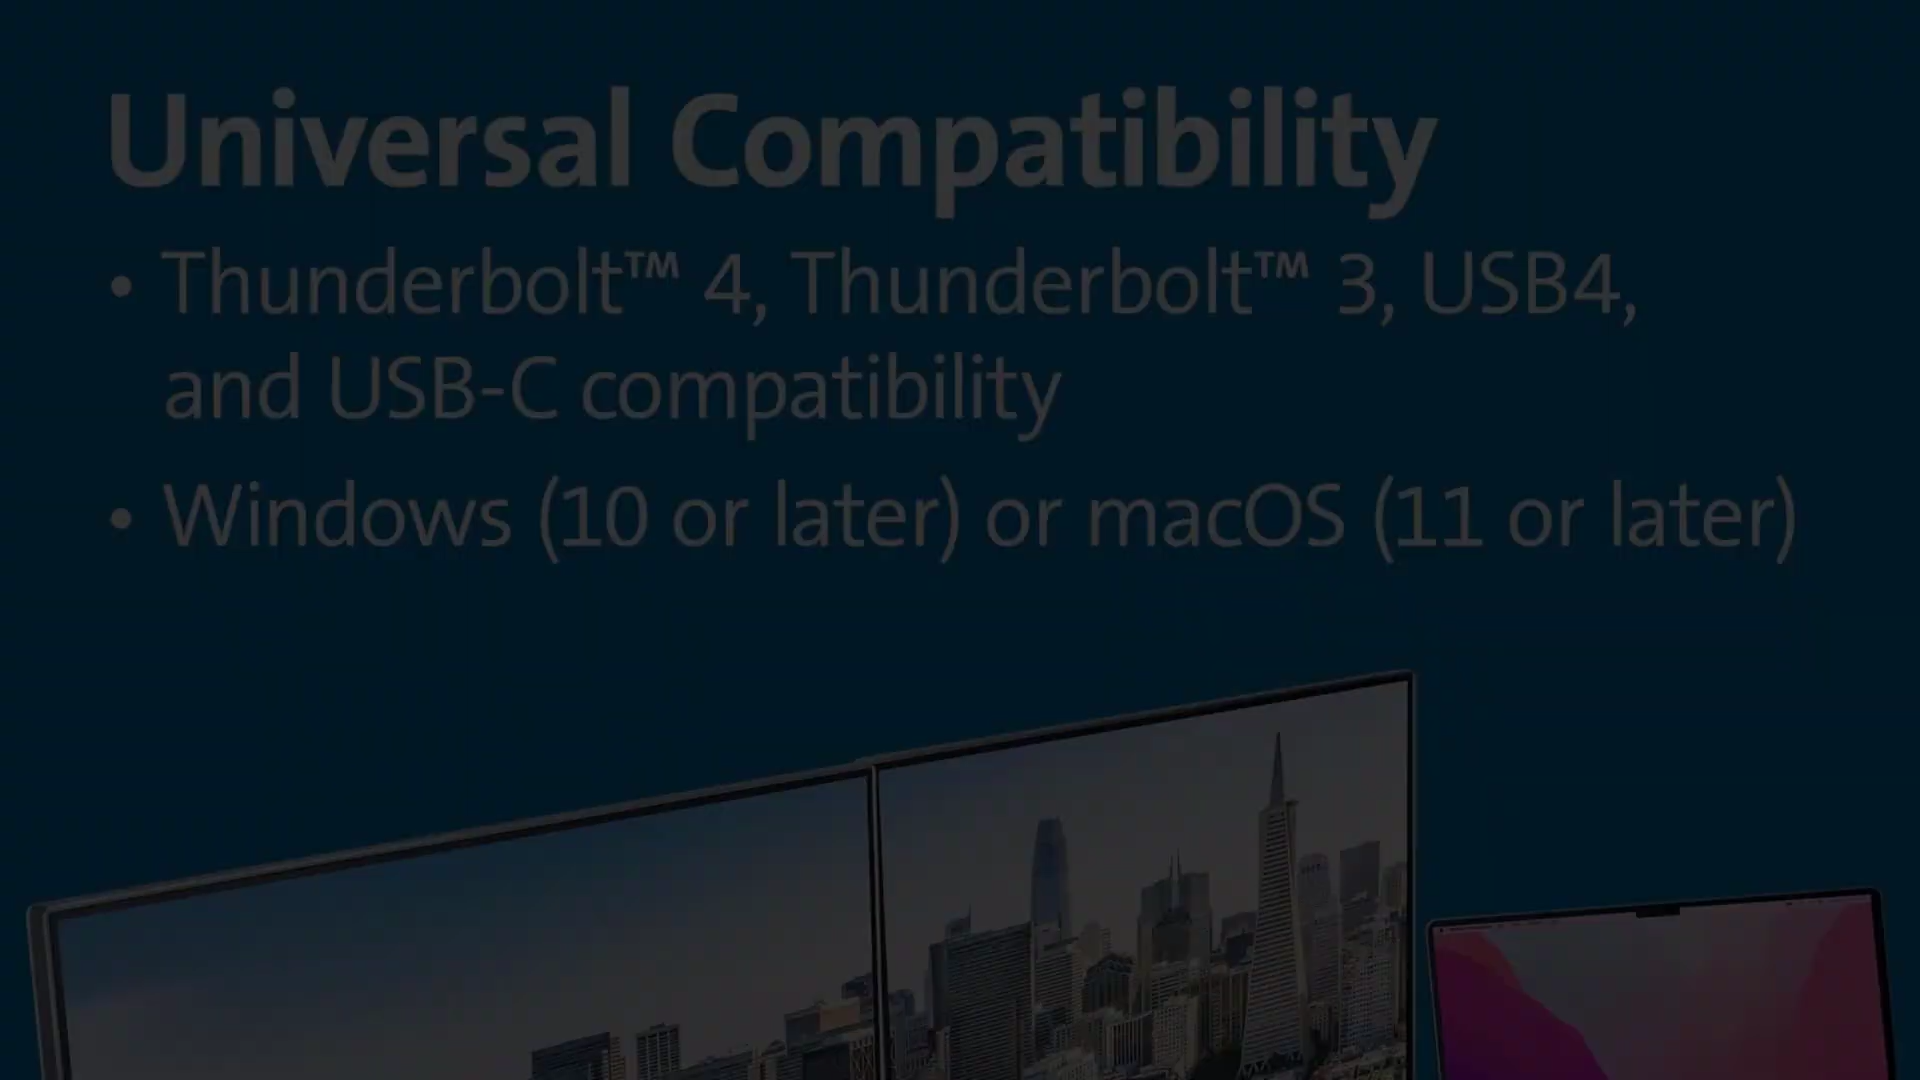 Universal Compatibility
• Thunderbolt™ 4, Thunderbolt™ 3, USB4,
and USB-C compatibility
• Windows (10 or later) or macOS (11 or later)